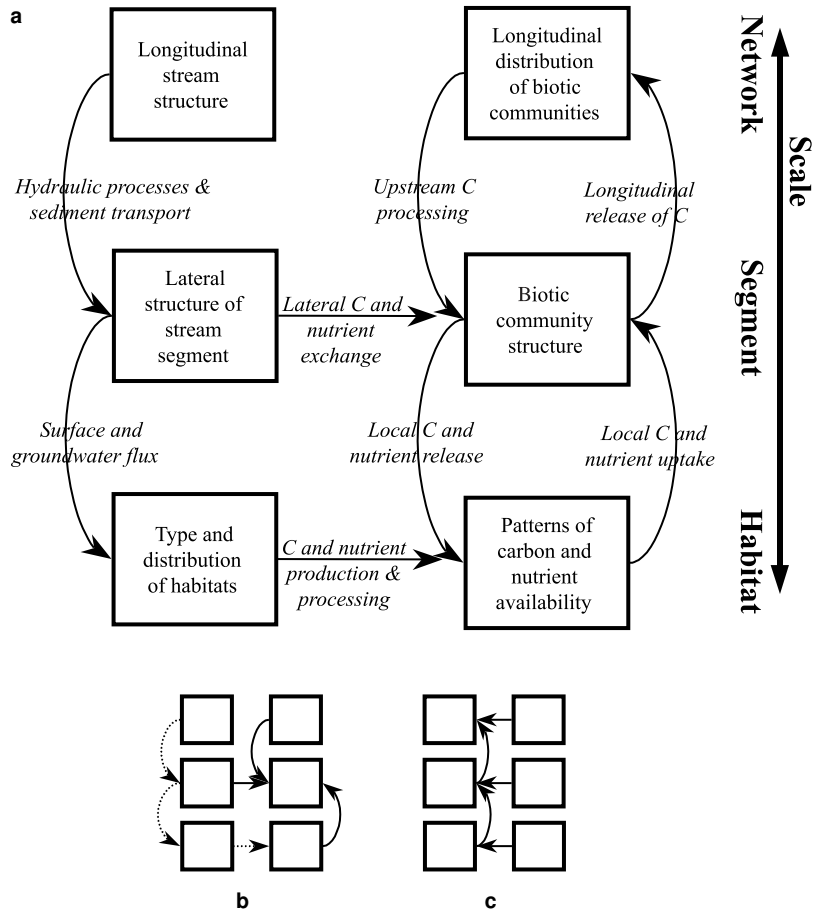 a
Longitudinal
stream
structure
Longitudinal
distribution
of biotic
communities
Network
Scale
Hydraulic processes &
sediment transport
Upstream C
processing
Longitudinal
release of C
Lateral
structure of
stream
segment
Lateral C and
nutrient
exchange
Biotic
community
structure
Segment
Surface and
groundwater flux
Local C and
nutrient release
Local C and
nutrient uptake
Type and
distribution
of habitats
C and nutrient
production &
processing
Patterns of
carbon and
nutrient
availability
Habitat
b
c